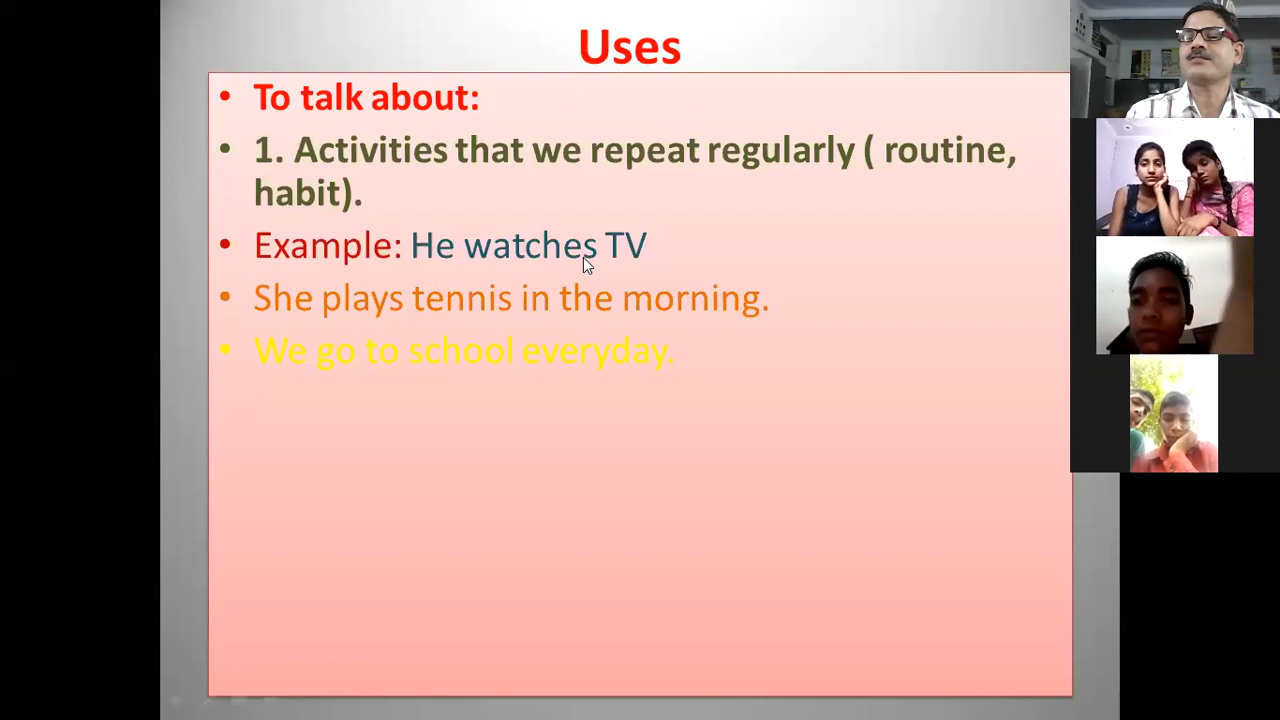 Uses
• To talk about:
• 1. Activities that we repeat regularly ( routine,
habit).
• Example: He watches TV
• She plays tennis in the morning.
• We go to school everyday.